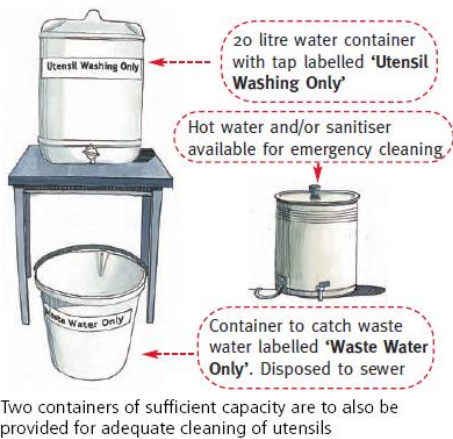 20 litre water container
with tap labelled ‘Utensil
Washing Only’
Utensil Washing Only
Hot water and/or sanitiser
available for emergency cleaning
Waste Water Only
Container to catch waste
water labelled ‘Waste Water
Only’. Disposed to sewer
Two containers of sufficient capacity are to also be
provided for adequate cleaning of utensils